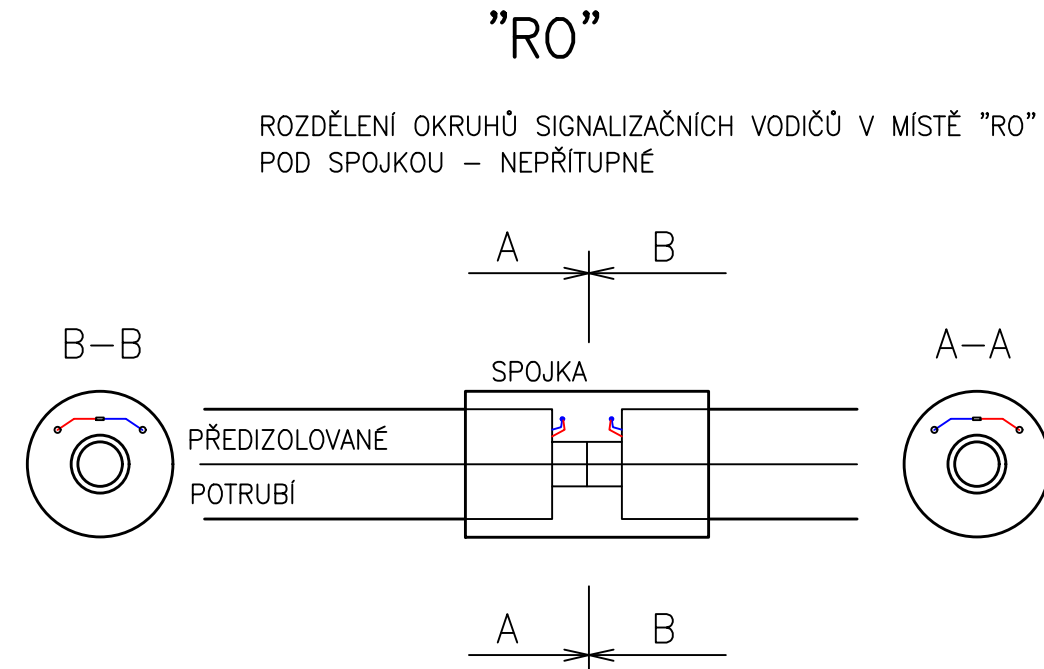 ”RO”
ROZDĚLENÍ OKRUHŮ SIGNALIZAČNÍCH VODIČŮ V MÍSTĚ ”RO”
POD SPOJKOU – NEPŘÍTUPNÉ
A B
B–B
A–A
SPOJKA
PŘEDIZOLOVANÉ
POTRUBÍ
A B